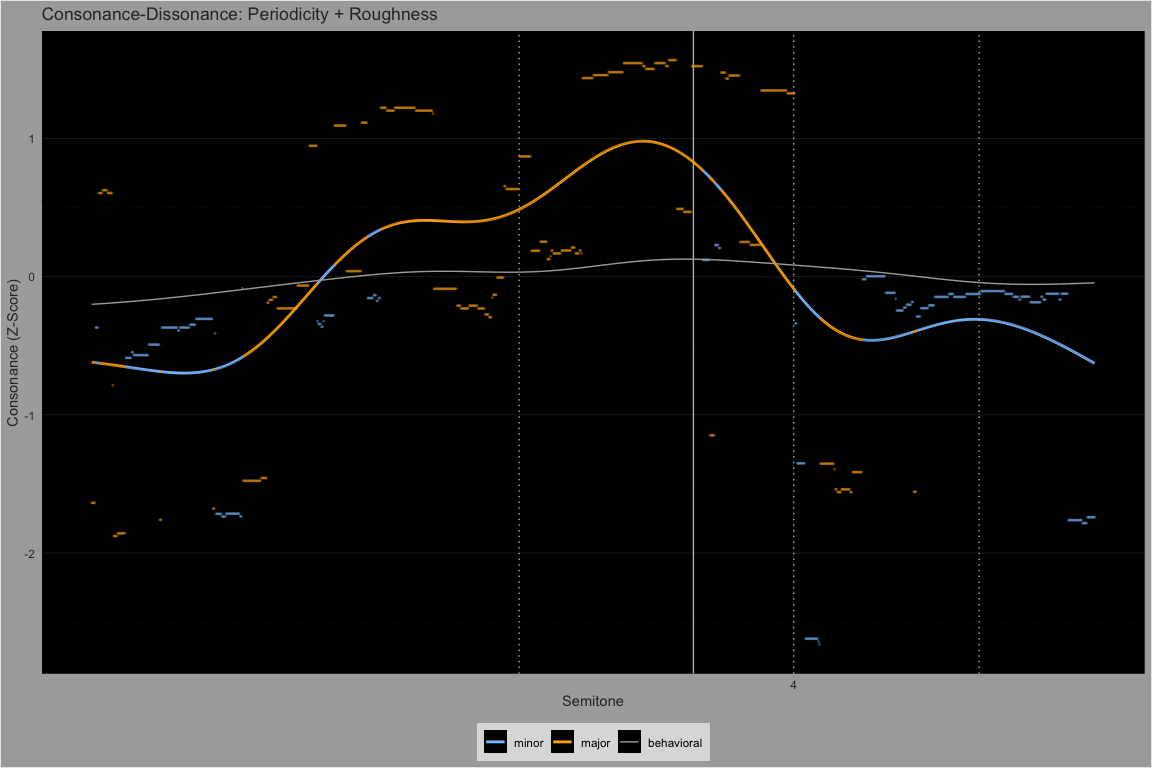 Consonance-Dissonance: Periodicity + Roughness
Consonance (Z-Score)
1
0
-1
-2
4
Semitone
minor
major
behavioral